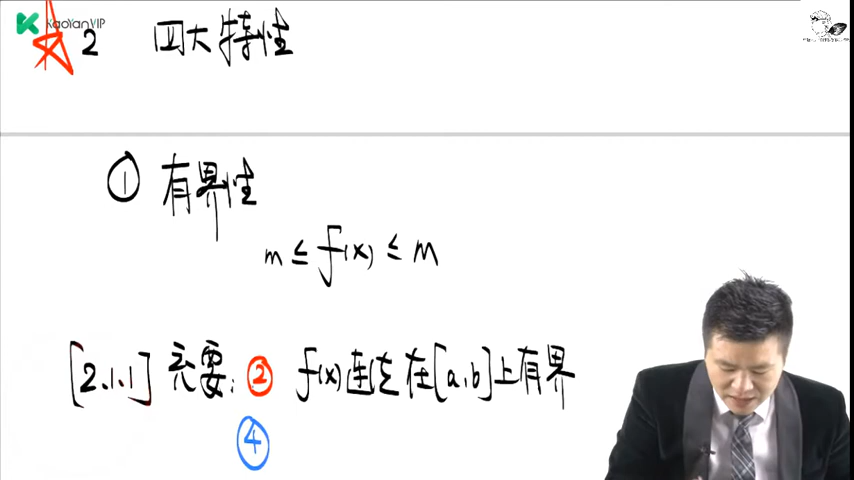 KaoYanVIP
2 四大特性
① 有界性
m ≤ f(x) ≤ M
[2.1.1] 充要: ② f(x)连续在[a,b]上有界
④